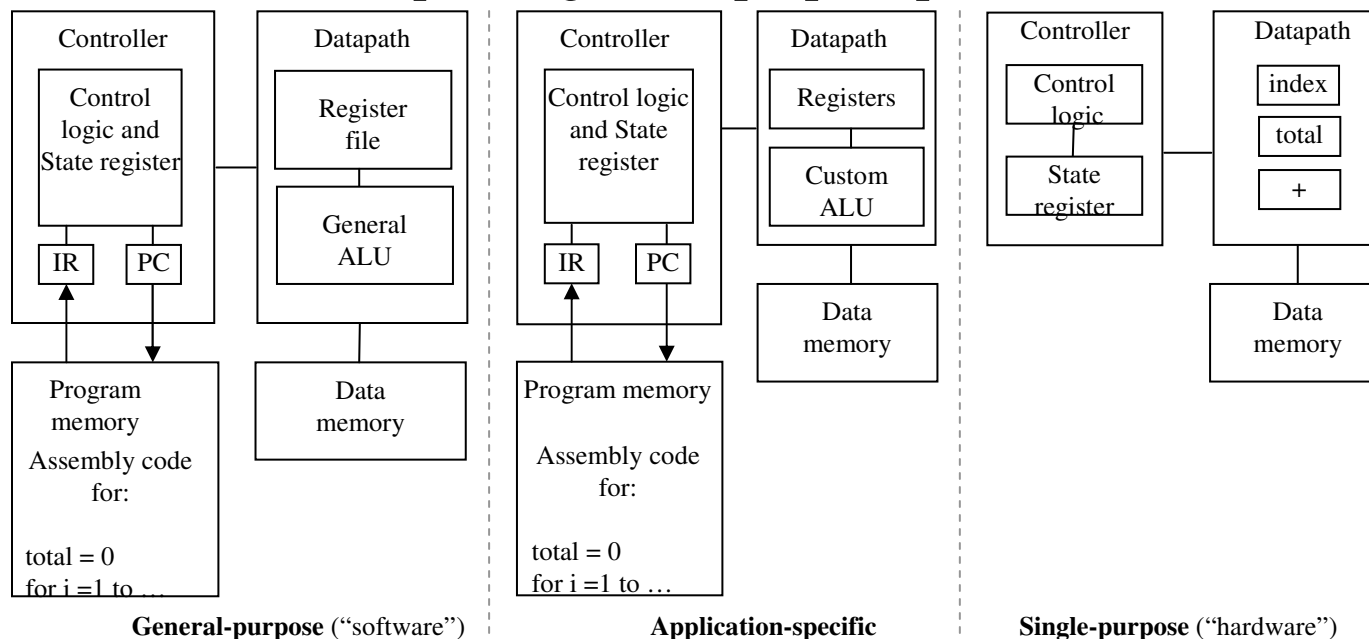 Controller
Datapath
Control
logic and
State register
Register
file
General
ALU
IR
PC
Program
memory
Data
memory
Assembly code
for:
total = 0
for i =1 to …
General-purpose (“software”)
Controller
Datapath
Control logic
and State
register
Registers
Custom
ALU
IR
PC
Data
memory
Program memory
Assembly code
for:
total = 0
for i =1 to …
Application-specific
Controller
Datapath
Control
logic
index
total
State
register
+
Data
memory
Single-purpose (“hardware”)